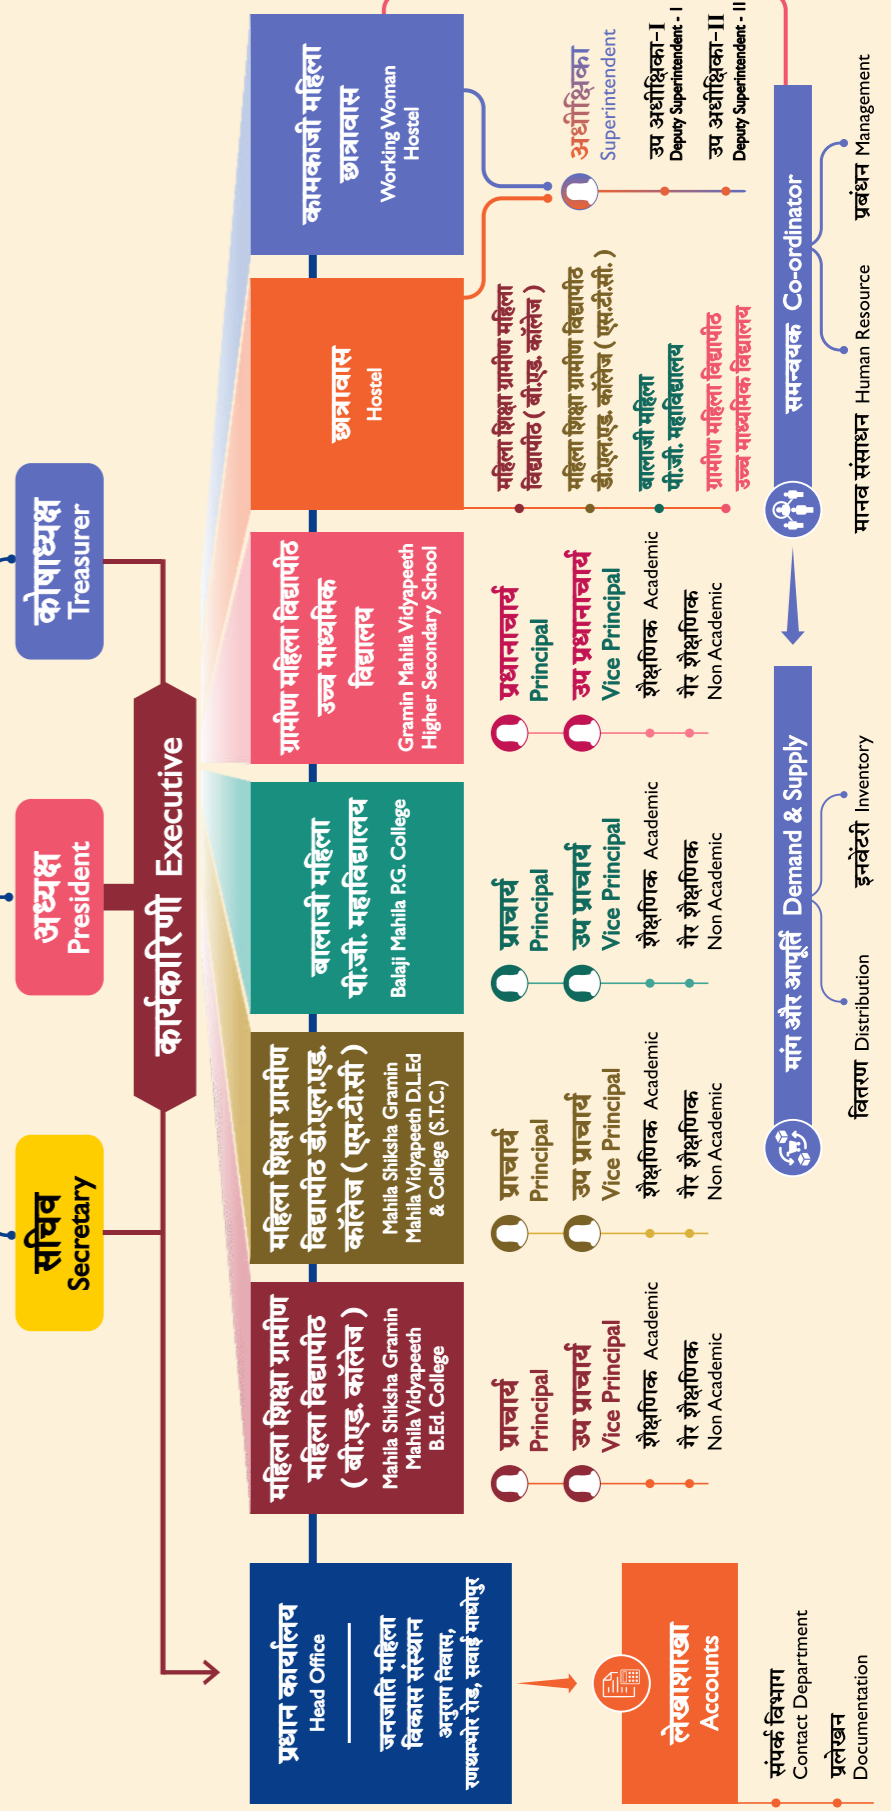 सचिव
Secretary
अध्यक्ष
President
कोषाध्यक्ष
Treasurer
कार्यकारिणी Executive
प्रधान कार्यालय
Head Office
जनजाति महिला
विकास संस्थान
अनुराग निवास,
रणथम्भोर रोड, सवाई माधोपुर
महिला शिक्षा ग्रामीण
महिला विद्यापीठ
( बी.एड. कॉलेज )
Mahila Shiksha Gramin
Mahila Vidyapeeth
B.Ed. College
महिला शिक्षा ग्रामीण
विद्यापीठ डी.एल.एड.
कॉलेज ( एस.टी.सी )
Mahila Shiksha Gramin
Mahila Vidyapeeth D.L.Ed
& College (S.T.C.)
बालाजी महिला
पी.जी. महाविद्यालय
Balaji Mahila P.G. College
ग्रामीण महिला विद्यापीठ
उच्च माध्यमिक
विद्यालय
Gramin Mahila Vidyapeeth
Higher Secondary School
छात्रावास
Hostel
कामकाजी महिला
छात्रावास
Working Woman
Hostel
प्राचार्य
Principal
उप प्राचार्य
Vice Principal
शैक्षणिक Academic
गैर शैक्षणिक
Non Academic
प्राचार्य
Principal
उप प्राचार्य
Vice Principal
शैक्षणिक Academic
गैर शैक्षणिक
Non Academic
प्राचार्य
Principal
उप प्राचार्य
Vice Principal
शैक्षणिक Academic
गैर शैक्षणिक
Non Academic
प्रधानाचार्य
Principal
उप प्रधानाचार्य
Vice Principal
शैक्षणिक Academic
गैर शैक्षणिक
Non Academic
महिला शिक्षा ग्रामीण महिला
विद्यापीठ ( बी.एड. कॉलेज )
महिला शिक्षा ग्रामीण विद्यापीठ
डी.एल.एड. कॉलेज ( एस.टी.सी. )
बालाजी महिला
पी.जी. महाविद्यालय
ग्रामीण महिला विद्यापीठ
उच्च माध्यमिक विद्यालय
अधीक्षिका
Superintendent
उप अधीक्षिका-I
Deputy Superintendent - I
उप अधीक्षिका-II
Deputy Superintendent - II
लेखाशाखा
Accounts
संपर्क विभाग
Contact Department
प्रलेखन
Documentation
मांग और आपूर्ति Demand & Supply
वितरण Distribution
इनवेंटरी Inventory
समन्वयक Co-ordinator
मानव संसाधन Human Resource
प्रबंधन Management